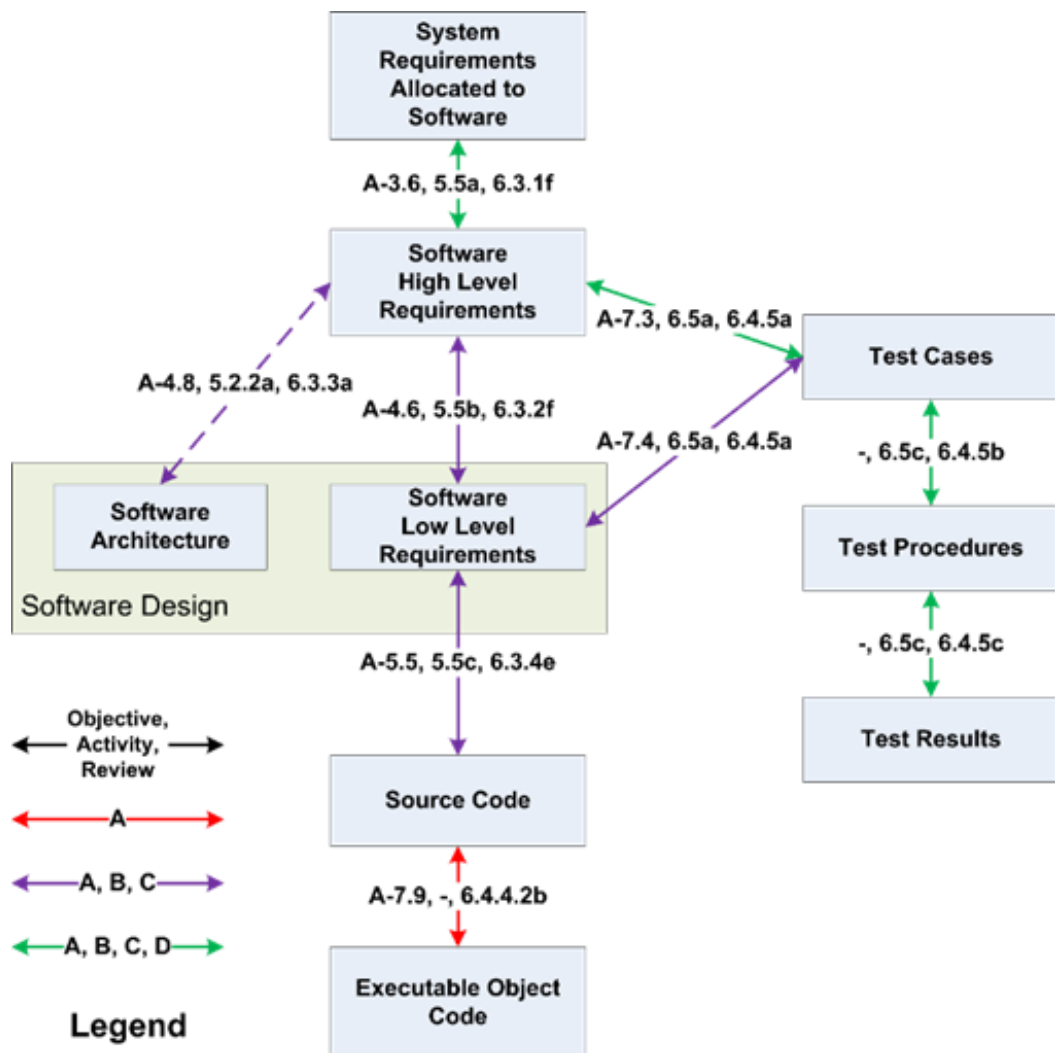 System
Requirements
Allocated to
Software
A-3.6, 5.5a, 6.3.1f
Software
High Level
Requirements
A-7.3, 6.5a, 6.4.5a
Test Cases
A-4.8, 5.2.2a, 6.3.3a
A-4.6, 5.5b, 6.3.2f
A-7.4, 6.5a, 6.4.5a
-, 6.5c, 6.4.5b
Software
Architecture
Software
Low Level
Requirements
Test Procedures
Software Design
A-5.5, 5.5c, 6.3.4e
-, 6.5c, 6.4.5c
Test Results
Objective,
Activity,
Review
A
A, B, C
A, B, C, D
Legend
Source Code
A-7.9, -, 6.4.4.2b
Executable Object
Code